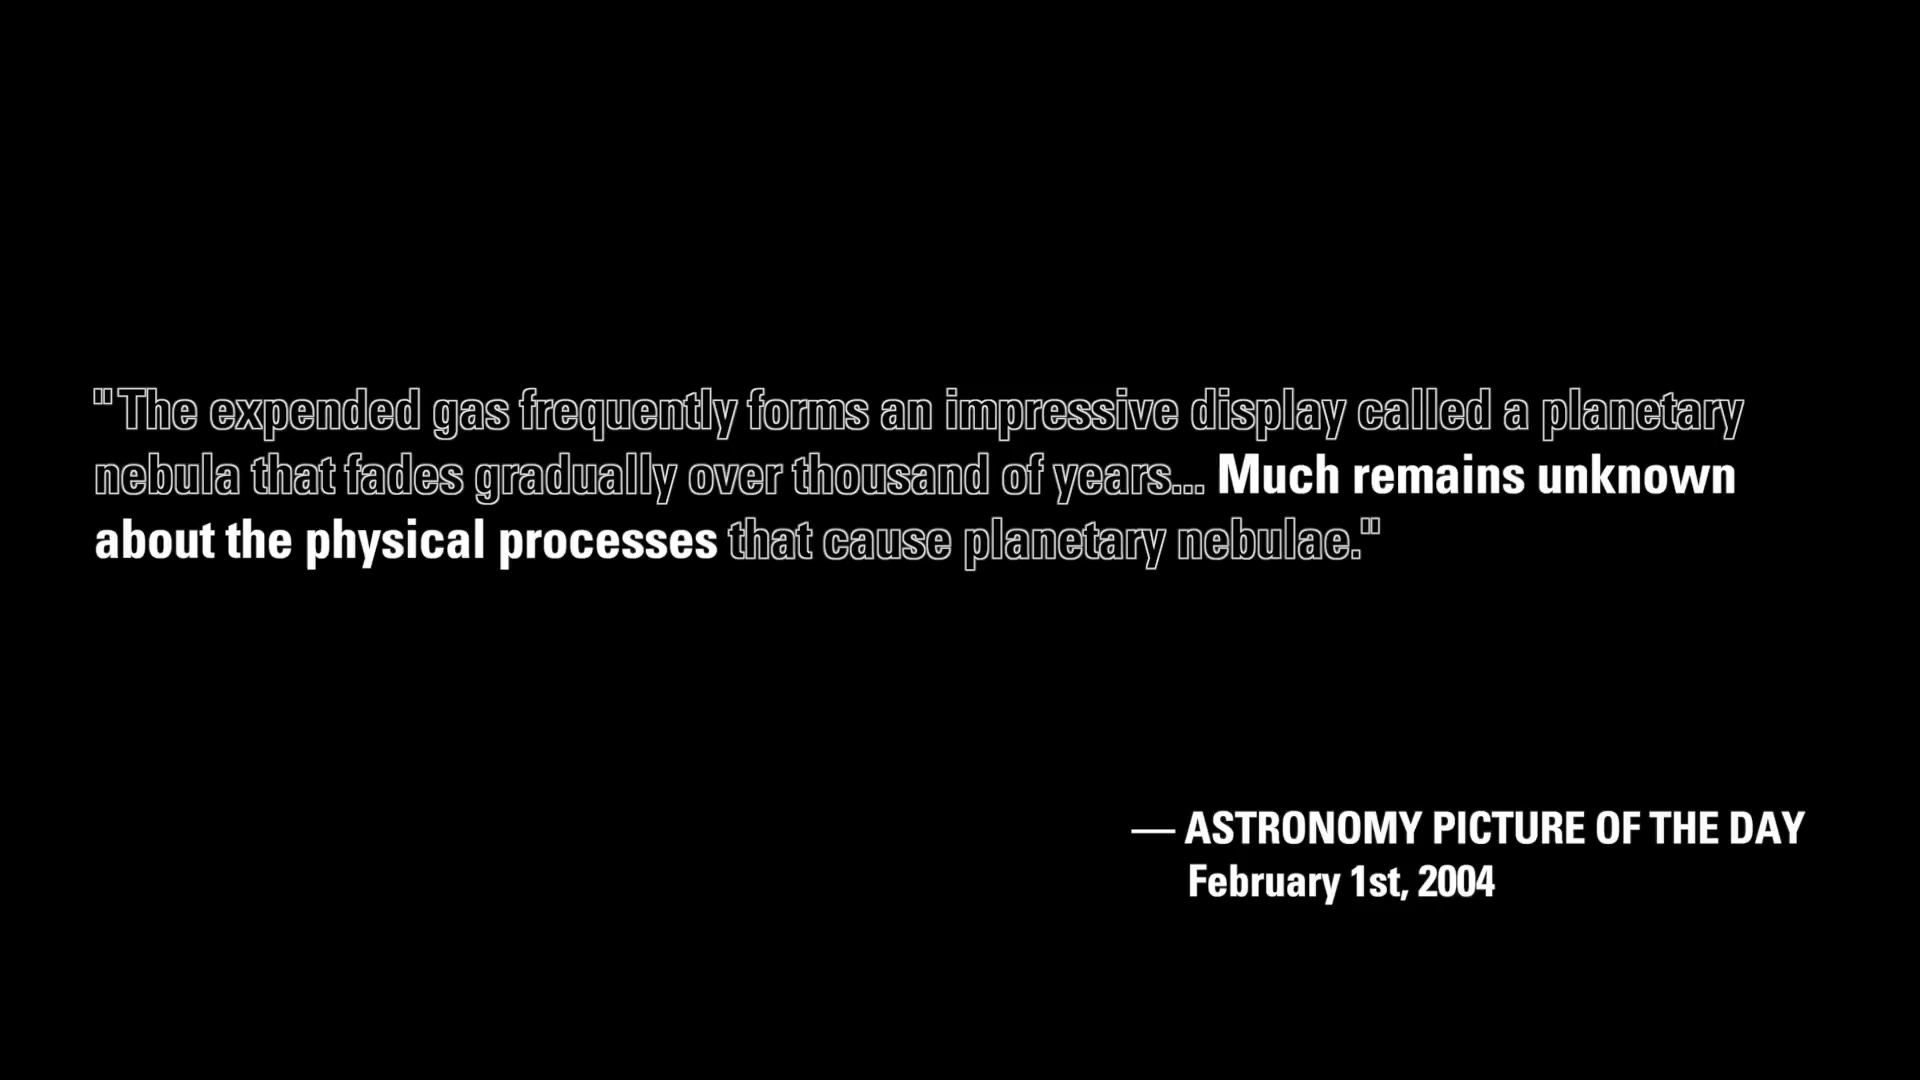 "The expended gas frequently forms an impressive display called a planetary
nebula that fades gradually over thousand of years... Much remains unknown
about the physical processes that cause planetary nebulae."
— ASTRONOMY PICTURE OF THE DAY
February 1st, 2004